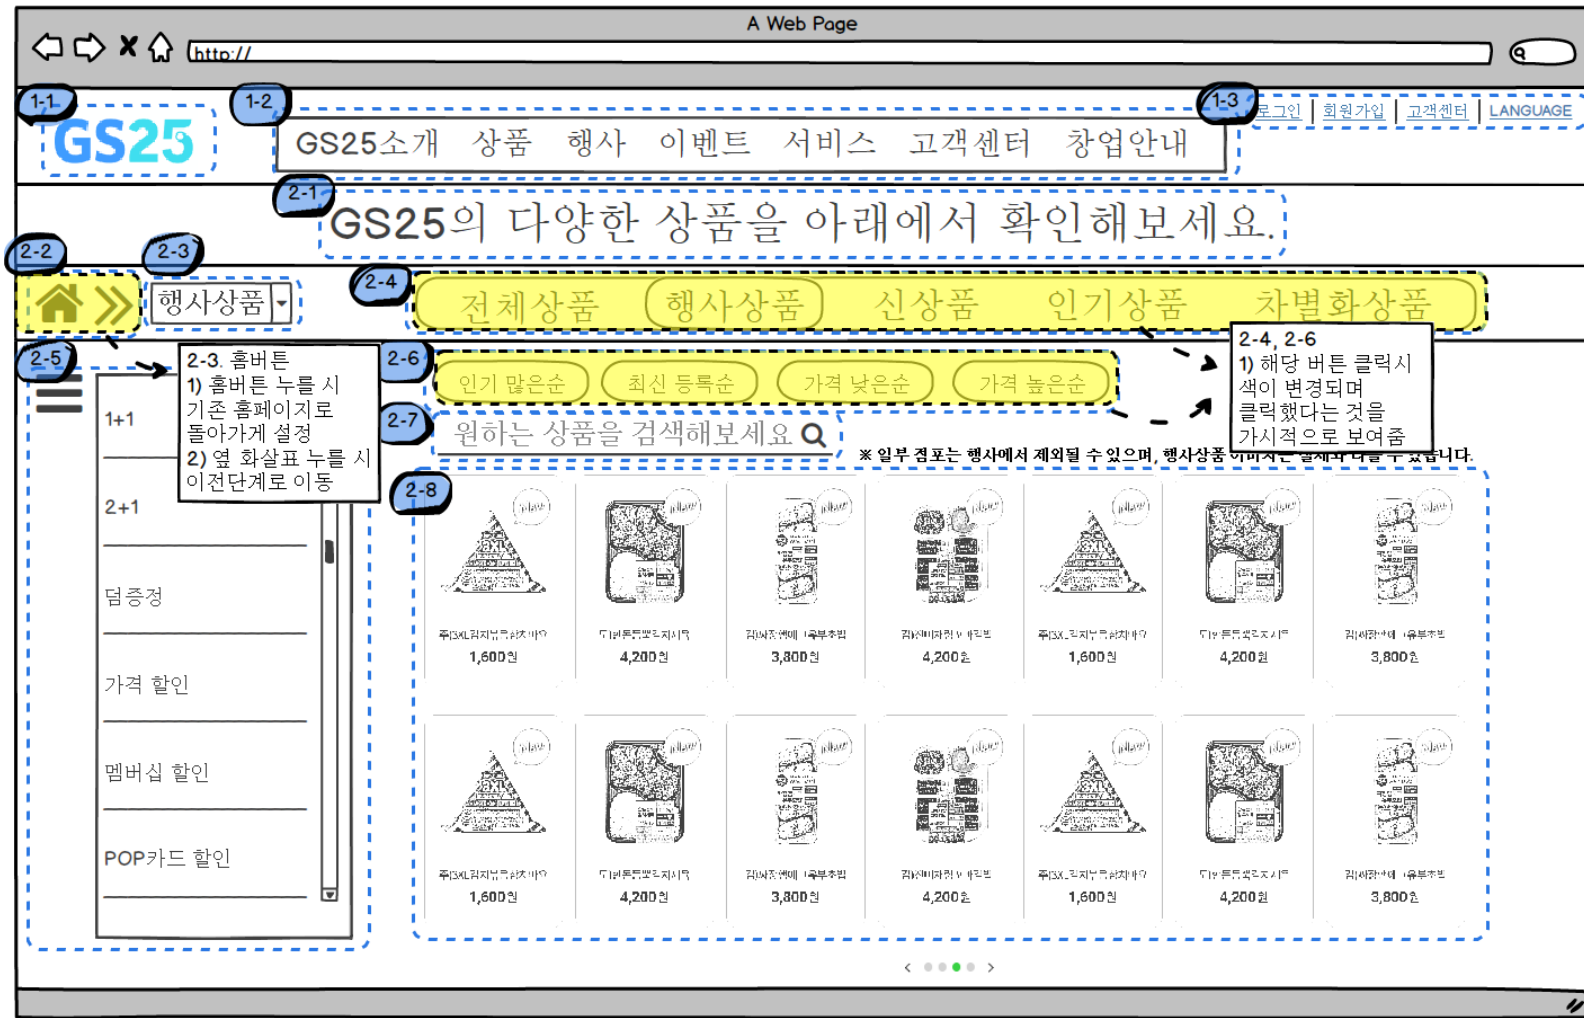 A Web Page
http://
1-1
1-2
1-3
GS25
GS25소개 상품 행사 이벤트 서비스 고객센터 창업안내
로그인 | 회원가입 | 고객센터 | LANGUAGE
2-1
GS25의 다양한 상품을 아래에서 확인해보세요.
2-2
2-3
행사상품
2-4
전체상품 행사상품 신상품 인기상품 차별화상품
2-5
1+1
2+1
덤증정
가격 할인
멤버십 할인
POP카드 할인
2-3. 홈버튼
1) 홈버튼 누를 시
기존 홈페이지로
돌아가게 설정
2) 옆 화살표 누를 시
이전단계로 이동
2-6
인기 많은순 최신 등록순 가격 낮은순 가격 높은순
2-4, 2-6
1) 해당 버튼 클릭시
색이 변경되며
클릭했다는 것을
가시적으로 보여줌
2-7
원하는 상품을 검색해보세요
※ 일부 점포는 행사에서 제외될 수 있으며, 행사상품
2-8
1,600원 4,200원 3,800원 4,200원 1,600원 4,200원 3,800원
1,600원 4,200원 3,800원 4,200원 1,600원 4,200원 3,800원